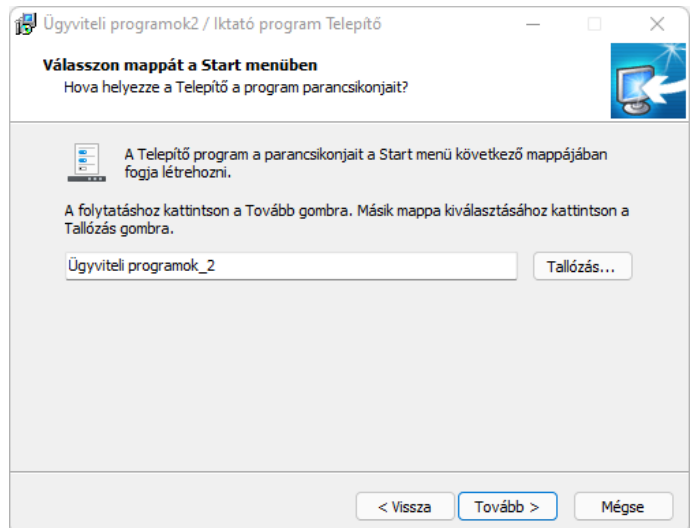 Ügyviteli programok2 / Iktató program Telepítő
Válasszon mappát a Start menüben
Hova helyezze a Telepítő a program parancsikonjait?
A Telepítő program a parancsikonjait a Start menü következő mappájában
fogja létrehozni.
A folytatáshoz kattintson a Tovább gombra. Másik mappa kiválasztásához kattintson a
Tallózás gombra.
Ügyviteli programok_2
Tallózás...
< Vissza
Tovább >
Mégse